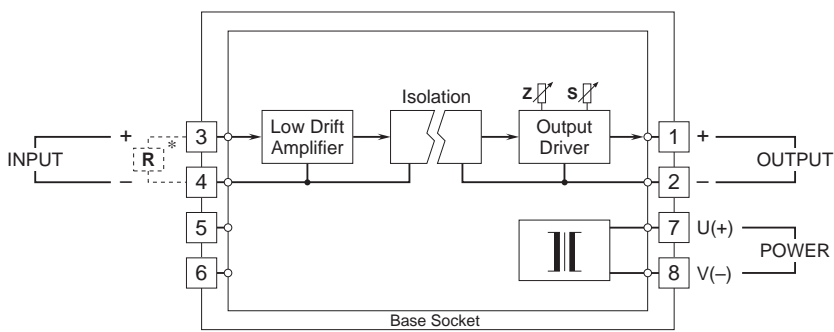 Isolation
Z S
+ 3 Low Drift Amplifier Output Driver 1 +
INPUT R * OUTPUT
– 4 2 –
5 7 U(+)
POWER
6 8 V(–)
Base Socket